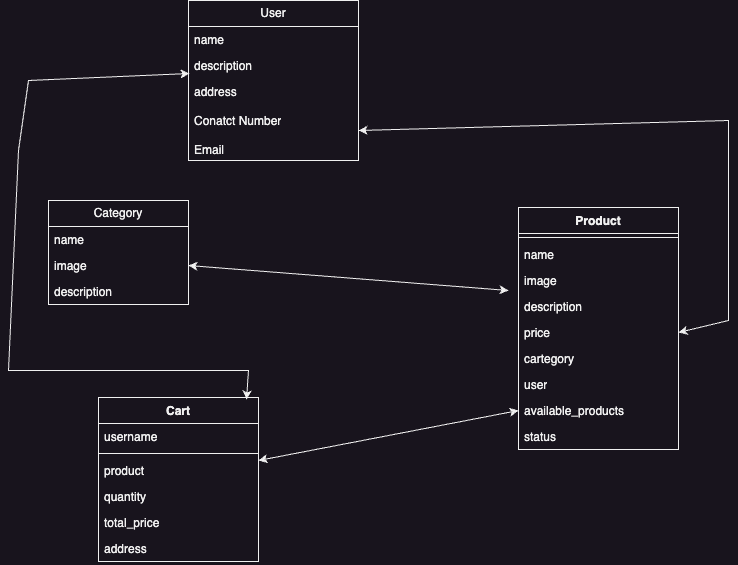 User
name
description
address
Conatct Number
Email
Category
name
image
description
Product
name
image
description
price
cartegory
user
available_products
status
Cart
username
product
quantity
total_price
address